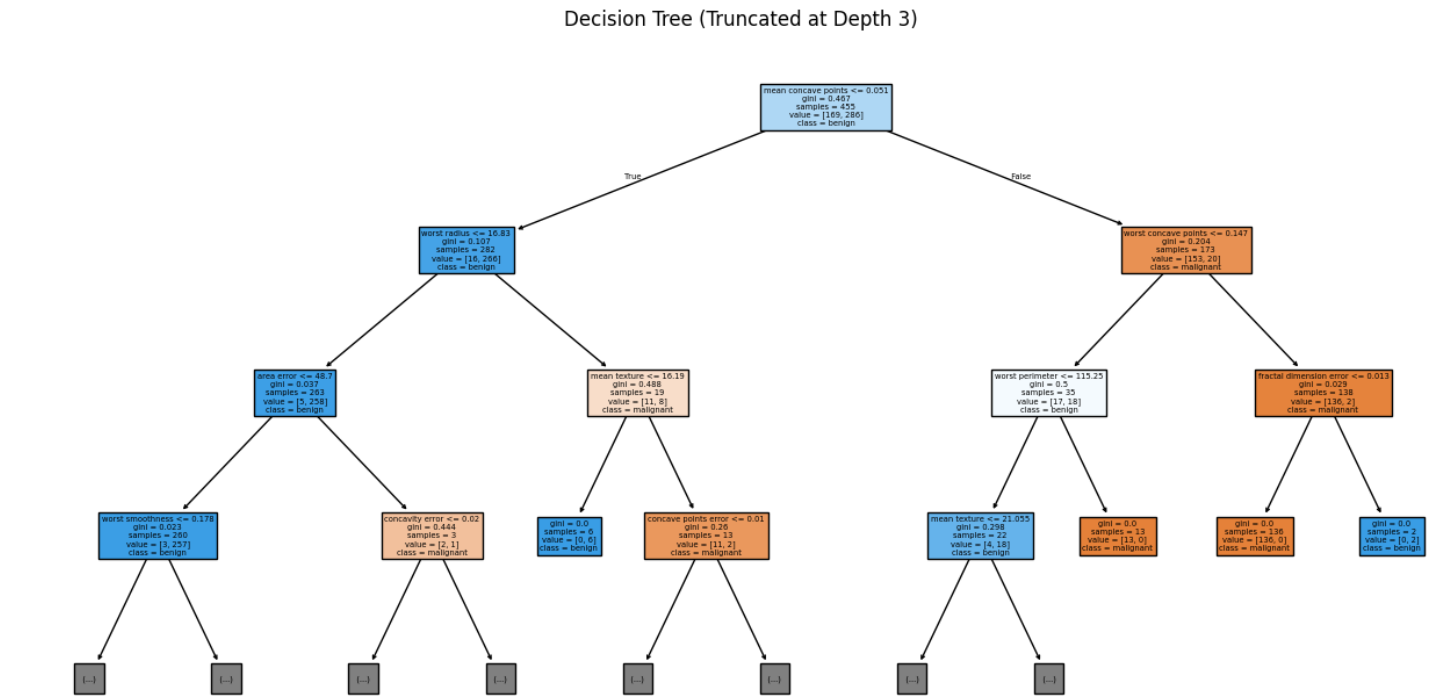 Decision Tree (Truncated at Depth 3)
mean concave points <= 0.051
gini = 0.467
samples = 455
value = [169, 286]
class = benign
True
False
worst radius <= 16.83
gini = 0.107
samples = 282
value = [16, 266]
class = benign
worst concave points <= 0.147
gini = 0.204
samples = 173
value = [153, 20]
class = malignant
area error <= 48.7
gini = 0.037
samples = 263
value = [5, 258]
class = benign
mean texture <= 16.19
gini = 0.488
samples = 19
value = [11, 8]
class = malignant
worst perimeter <= 115.25
gini = 0.5
samples = 35
value = [17, 18]
class = benign
fractal dimension error <= 0.013
gini = 0.029
samples = 138
value = [136, 2]
class = malignant
worst smoothness <= 0.178
gini = 0.023
samples = 260
value = [3, 257]
class = benign
concavity error <= 0.02
gini = 0.444
samples = 3
value = [2, 1]
class = malignant
gini = 0.0
samples = 6
value = [0, 6]
class = benign
concave points error <= 0.01
gini = 0.26
samples = 13
value = [11, 2]
class = malignant
mean texture <= 21.055
gini = 0.298
samples = 22
value = [4, 18]
class = benign
gini = 0.0
samples = 13
value = [13, 0]
class = malignant
gini = 0.0
samples = 136
value = [136, 0]
class = malignant
gini = 0.0
samples = 2
value = [0, 2]
class = benign
(...)
(...)
(...)
(...)
(...)
(...)
(...)
(...)